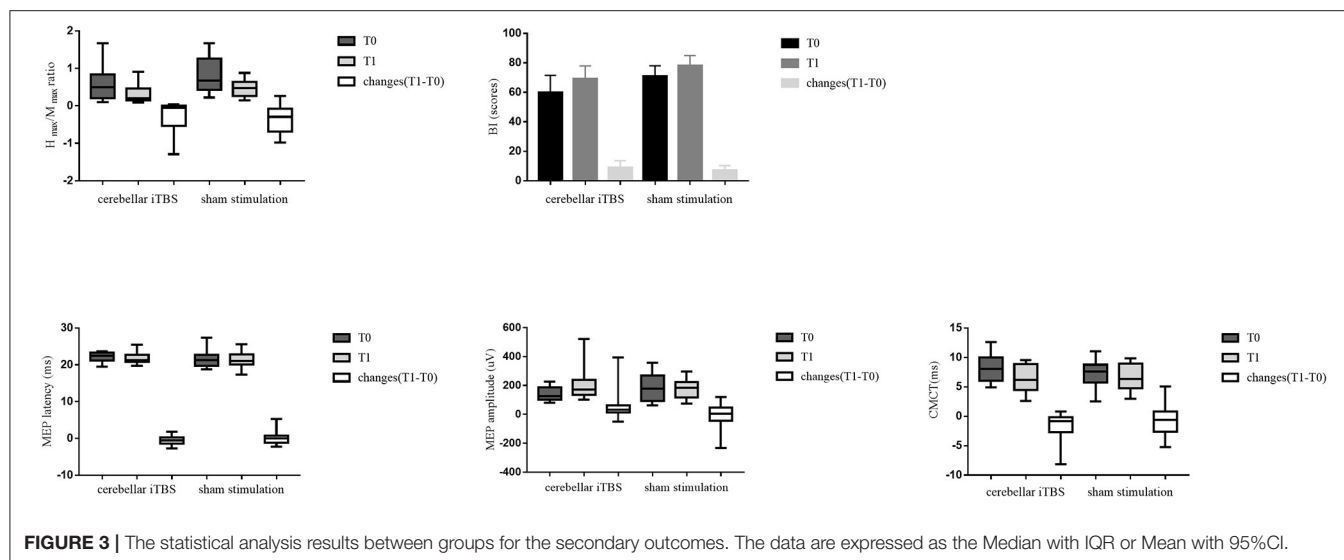 2
1
0
-1
-2
H max/M max ratio
cerebellar iTBS
sham stimulation
T0
T1
changes(T1-T0)
100
80
60
40
20
0
BI (scores)
cerebellar iTBS
sham stimulation
T0
T1
changes(T1-T0)
30
20
10
0
-10
MEP latency (ms)
cerebellar iTBS
sham stimulation
T0
T1
changes(T1-T0)
600
400
200
0
-200
-400
MEP amplitude (uV)
cerebellar iTBS
sham stimulation
T0
T1
changes(T1-T0)
15
10
5
0
-5
-10
CMCT(ms)
cerebellar iTBS
sham stimulation
T0
T1
changes(T1-T0)
FIGURE 3 | The statistical analysis results between groups for the secondary outcomes. The data are expressed as the Median with IQR or Mean with 95%CI.